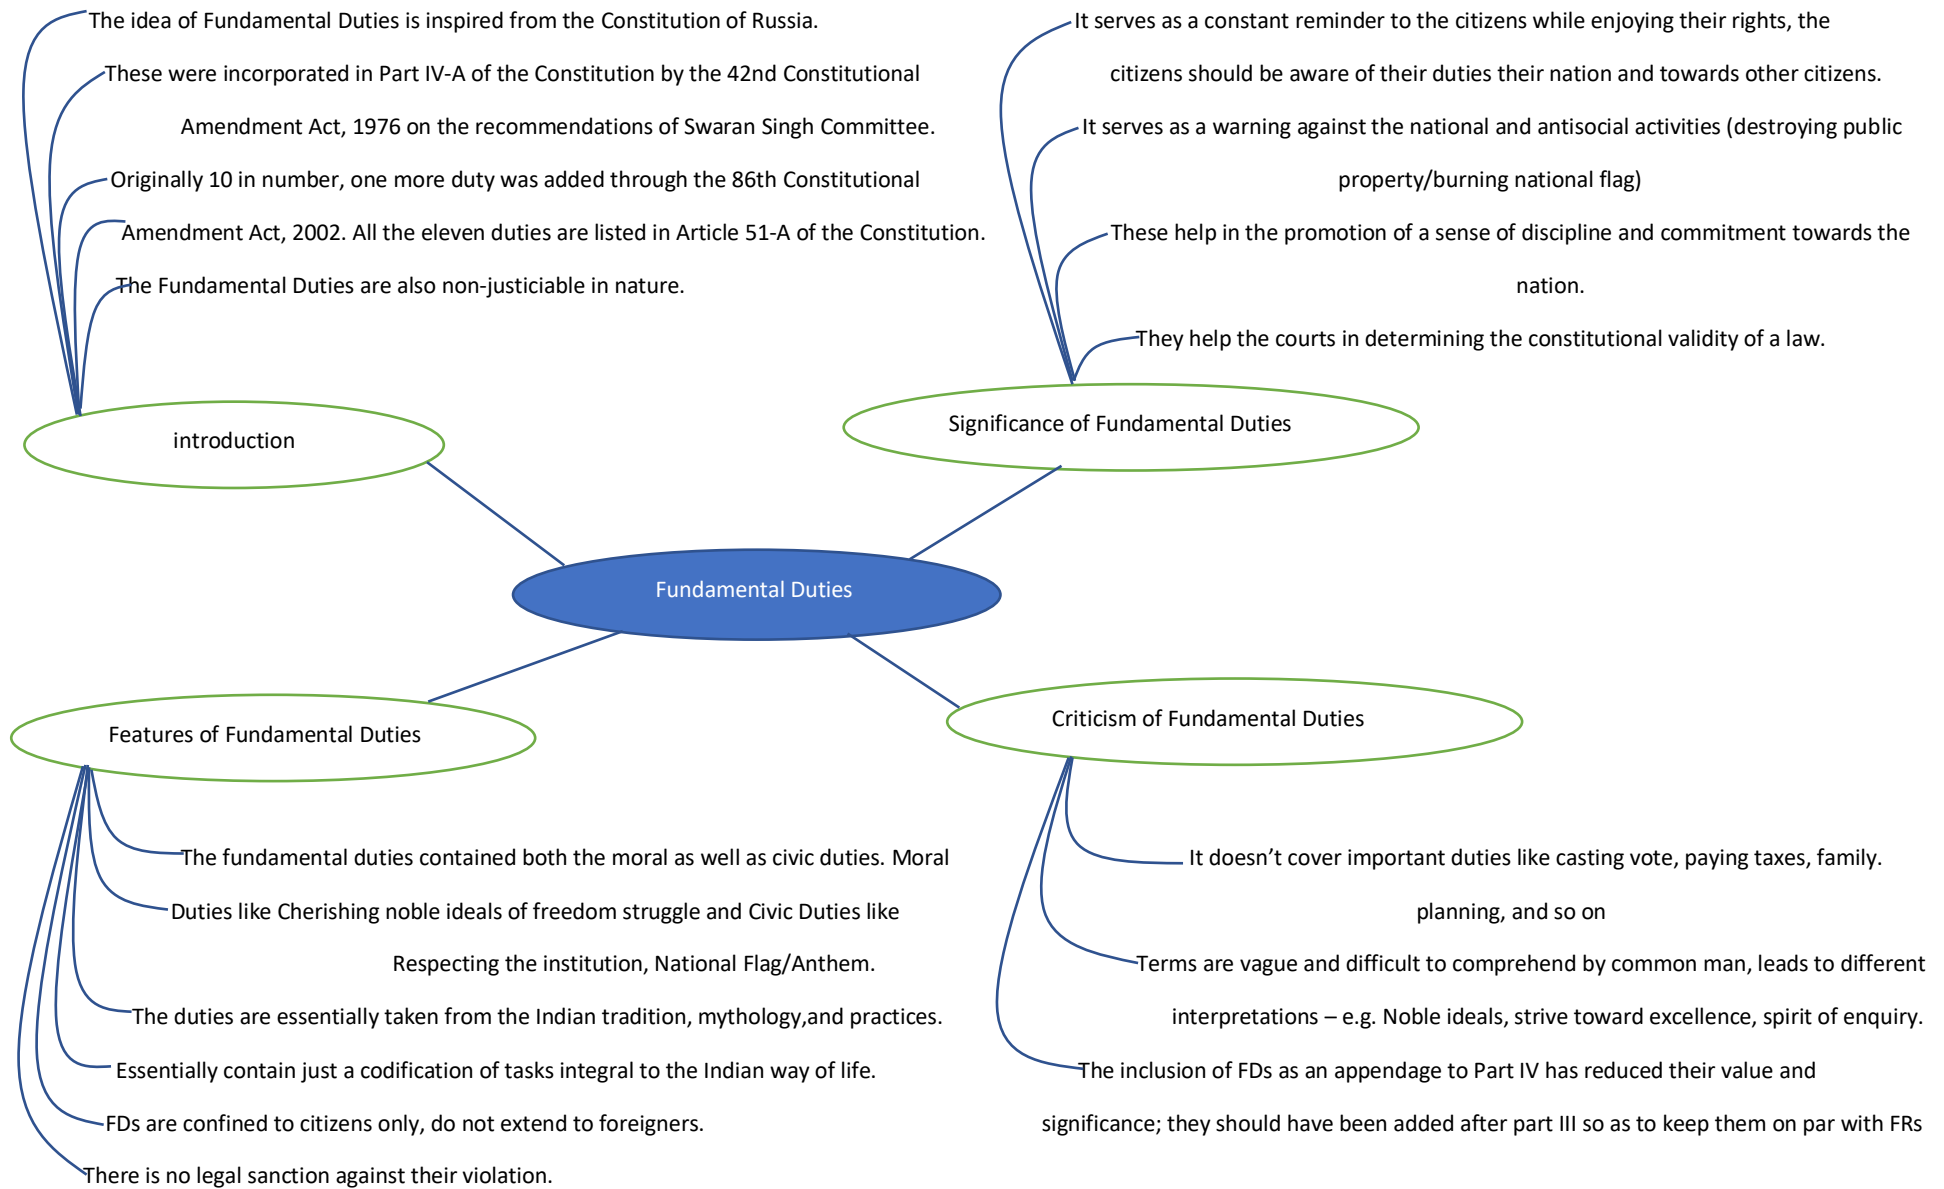 The idea of Fundamental Duties is inspired from the Constitution of Russia.
These were incorporated in Part IV-A of the Constitution by the 42nd Constitutional
Amendment Act, 1976 on the recommendations of Swaran Singh Committee.
Originally 10 in number, one more duty was added through the 86th Constitutional
Amendment Act, 2002. All the eleven duties are listed in Article 51-A of the Constitution.
The Fundamental Duties are also non-justiciable in nature.
introduction
It serves as a constant reminder to the citizens while enjoying their rights, the
citizens should be aware of their duties their nation and towards other citizens.
It serves as a warning against the national and antisocial activities (destroying public
property/burning national flag)
These help in the promotion of a sense of discipline and commitment towards the
nation.
They help the courts in determining the constitutional validity of a law.
Significance of Fundamental Duties
Fundamental Duties
Features of Fundamental Duties
The fundamental duties contained both the moral as well as civic duties. Moral
Duties like Cherishing noble ideals of freedom struggle and Civic Duties like
Respecting the institution, National Flag/Anthem.
The duties are essentially taken from the Indian tradition, mythology,and practices.
Essentially contain just a codification of tasks integral to the Indian way of life.
FDs are confined to citizens only, do not extend to foreigners.
There is no legal sanction against their violation.
Criticism of Fundamental Duties
It doesn’t cover important duties like casting vote, paying taxes, family.
planning, and so on
Terms are vague and difficult to comprehend by common man, leads to different
interpretations – e.g. Noble ideals, strive toward excellence, spirit of enquiry.
The inclusion of FDs as an appendage to Part IV has reduced their value and
significance; they should have been added after part III so as to keep them on par with FRs